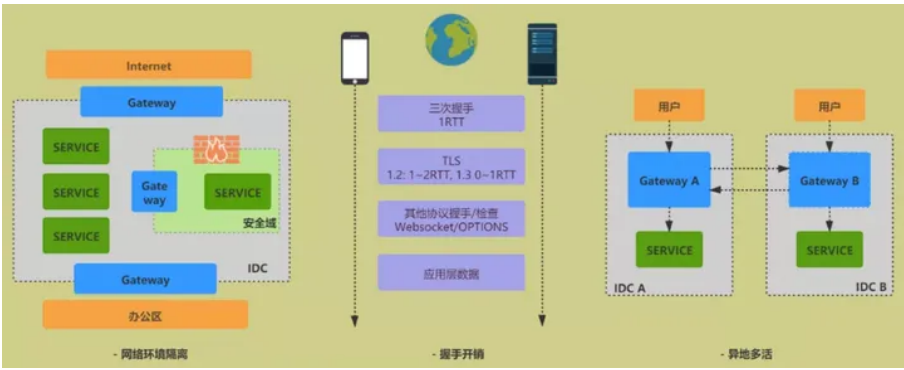 Internet
Gateway
SERVICE
SERVICE
SERVICE
Gate
way
SERVICE
安全域
IDC
Gateway
办公区
- 网络环境隔离
三次握手
1RTT
TLS
1.2: 1~2RTT, 1.3 0~1RTT
其他协议握手/检查
Websocket/OPTIONS
应用层数据
- 握手开销
用户
用户
Gateway A
Gateway B
SERVICE
SERVICE
IDC A
IDC B
- 异地多活